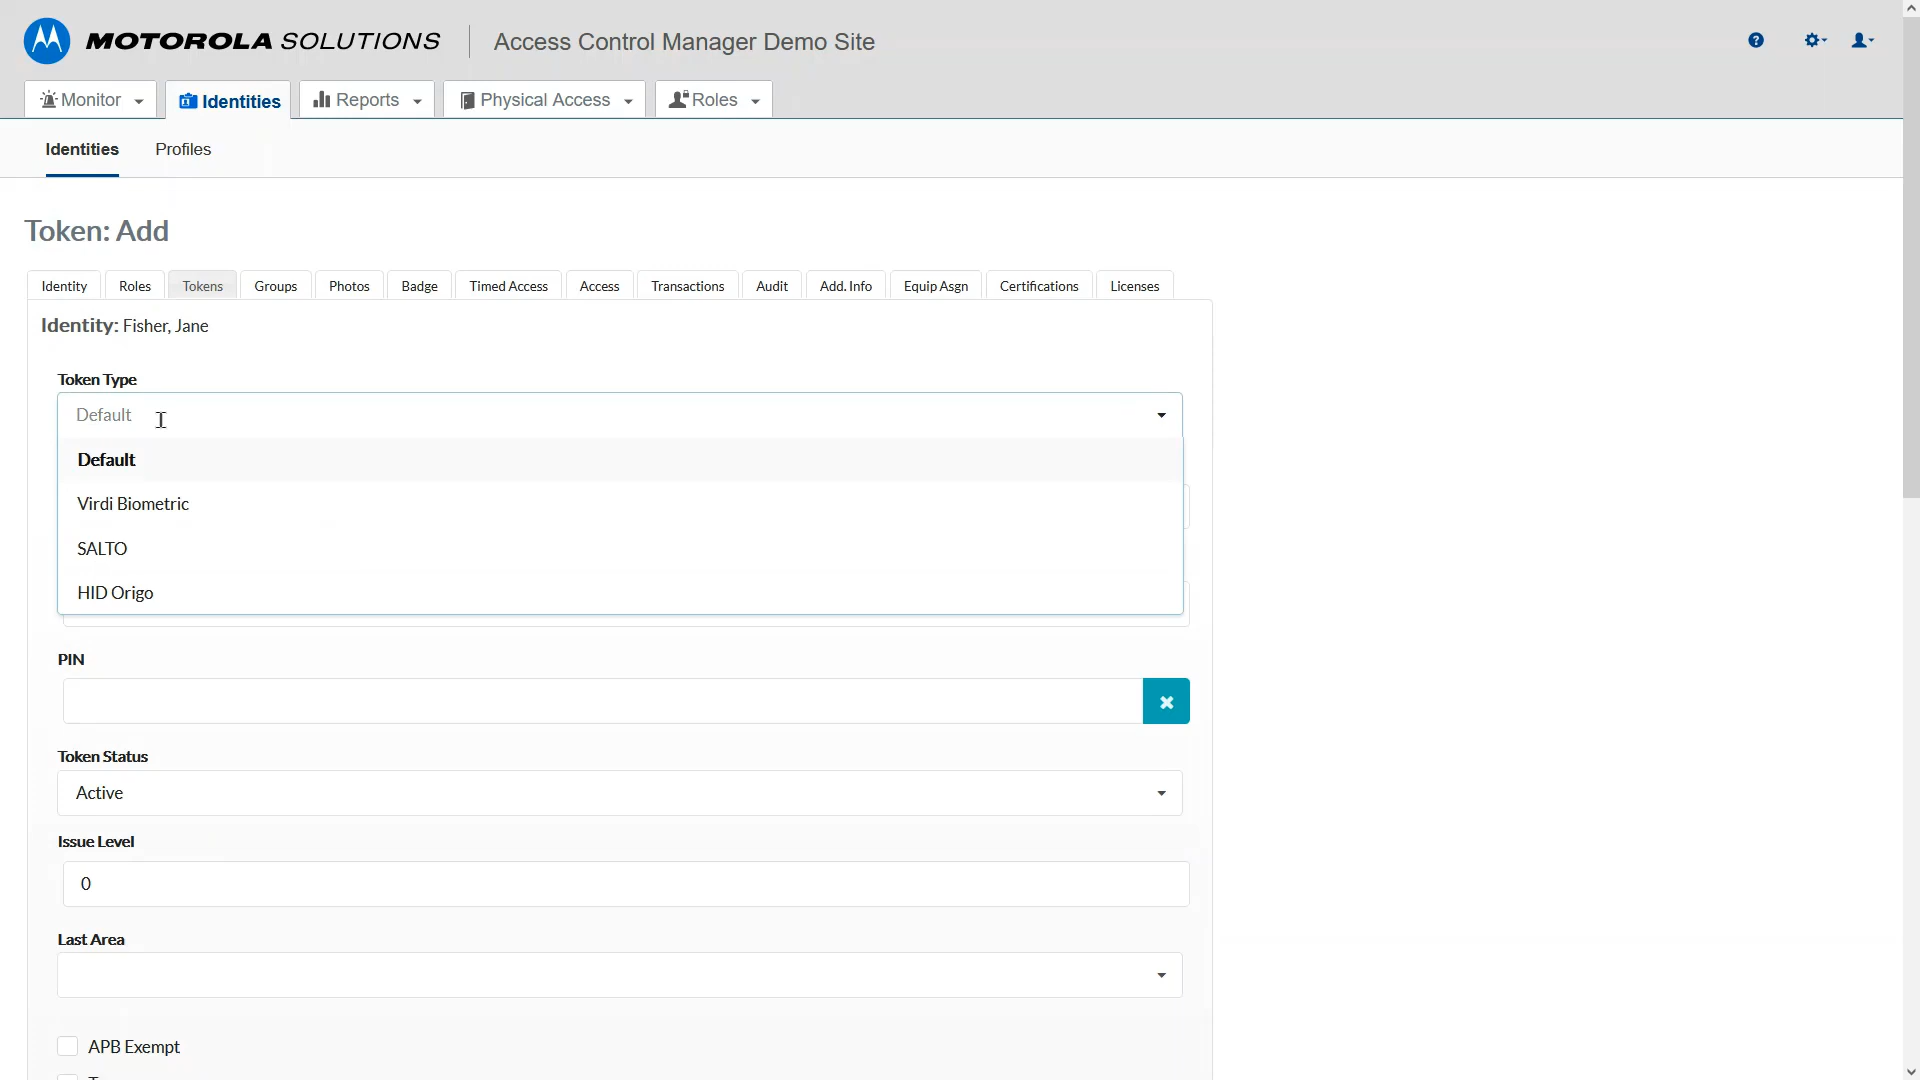 MOTOROLA SOLUTIONS
Access Control Manager Demo Site
Monitor
Identities
Reports
Physical Access
Roles
Identities
Profiles
Token: Add
Identity
Roles
Tokens
Groups
Photos
Badge
Timed Access
Access
Transactions
Audit
Add. Info
Equip Asgn
Certifications
Licenses
Identity: Fisher, Jane
Token Type
Default
Default
Virdi Biometric
SALTO
HID Origo
PIN
Token Status
Active
Issue Level
0
Last Area
APB Exempt